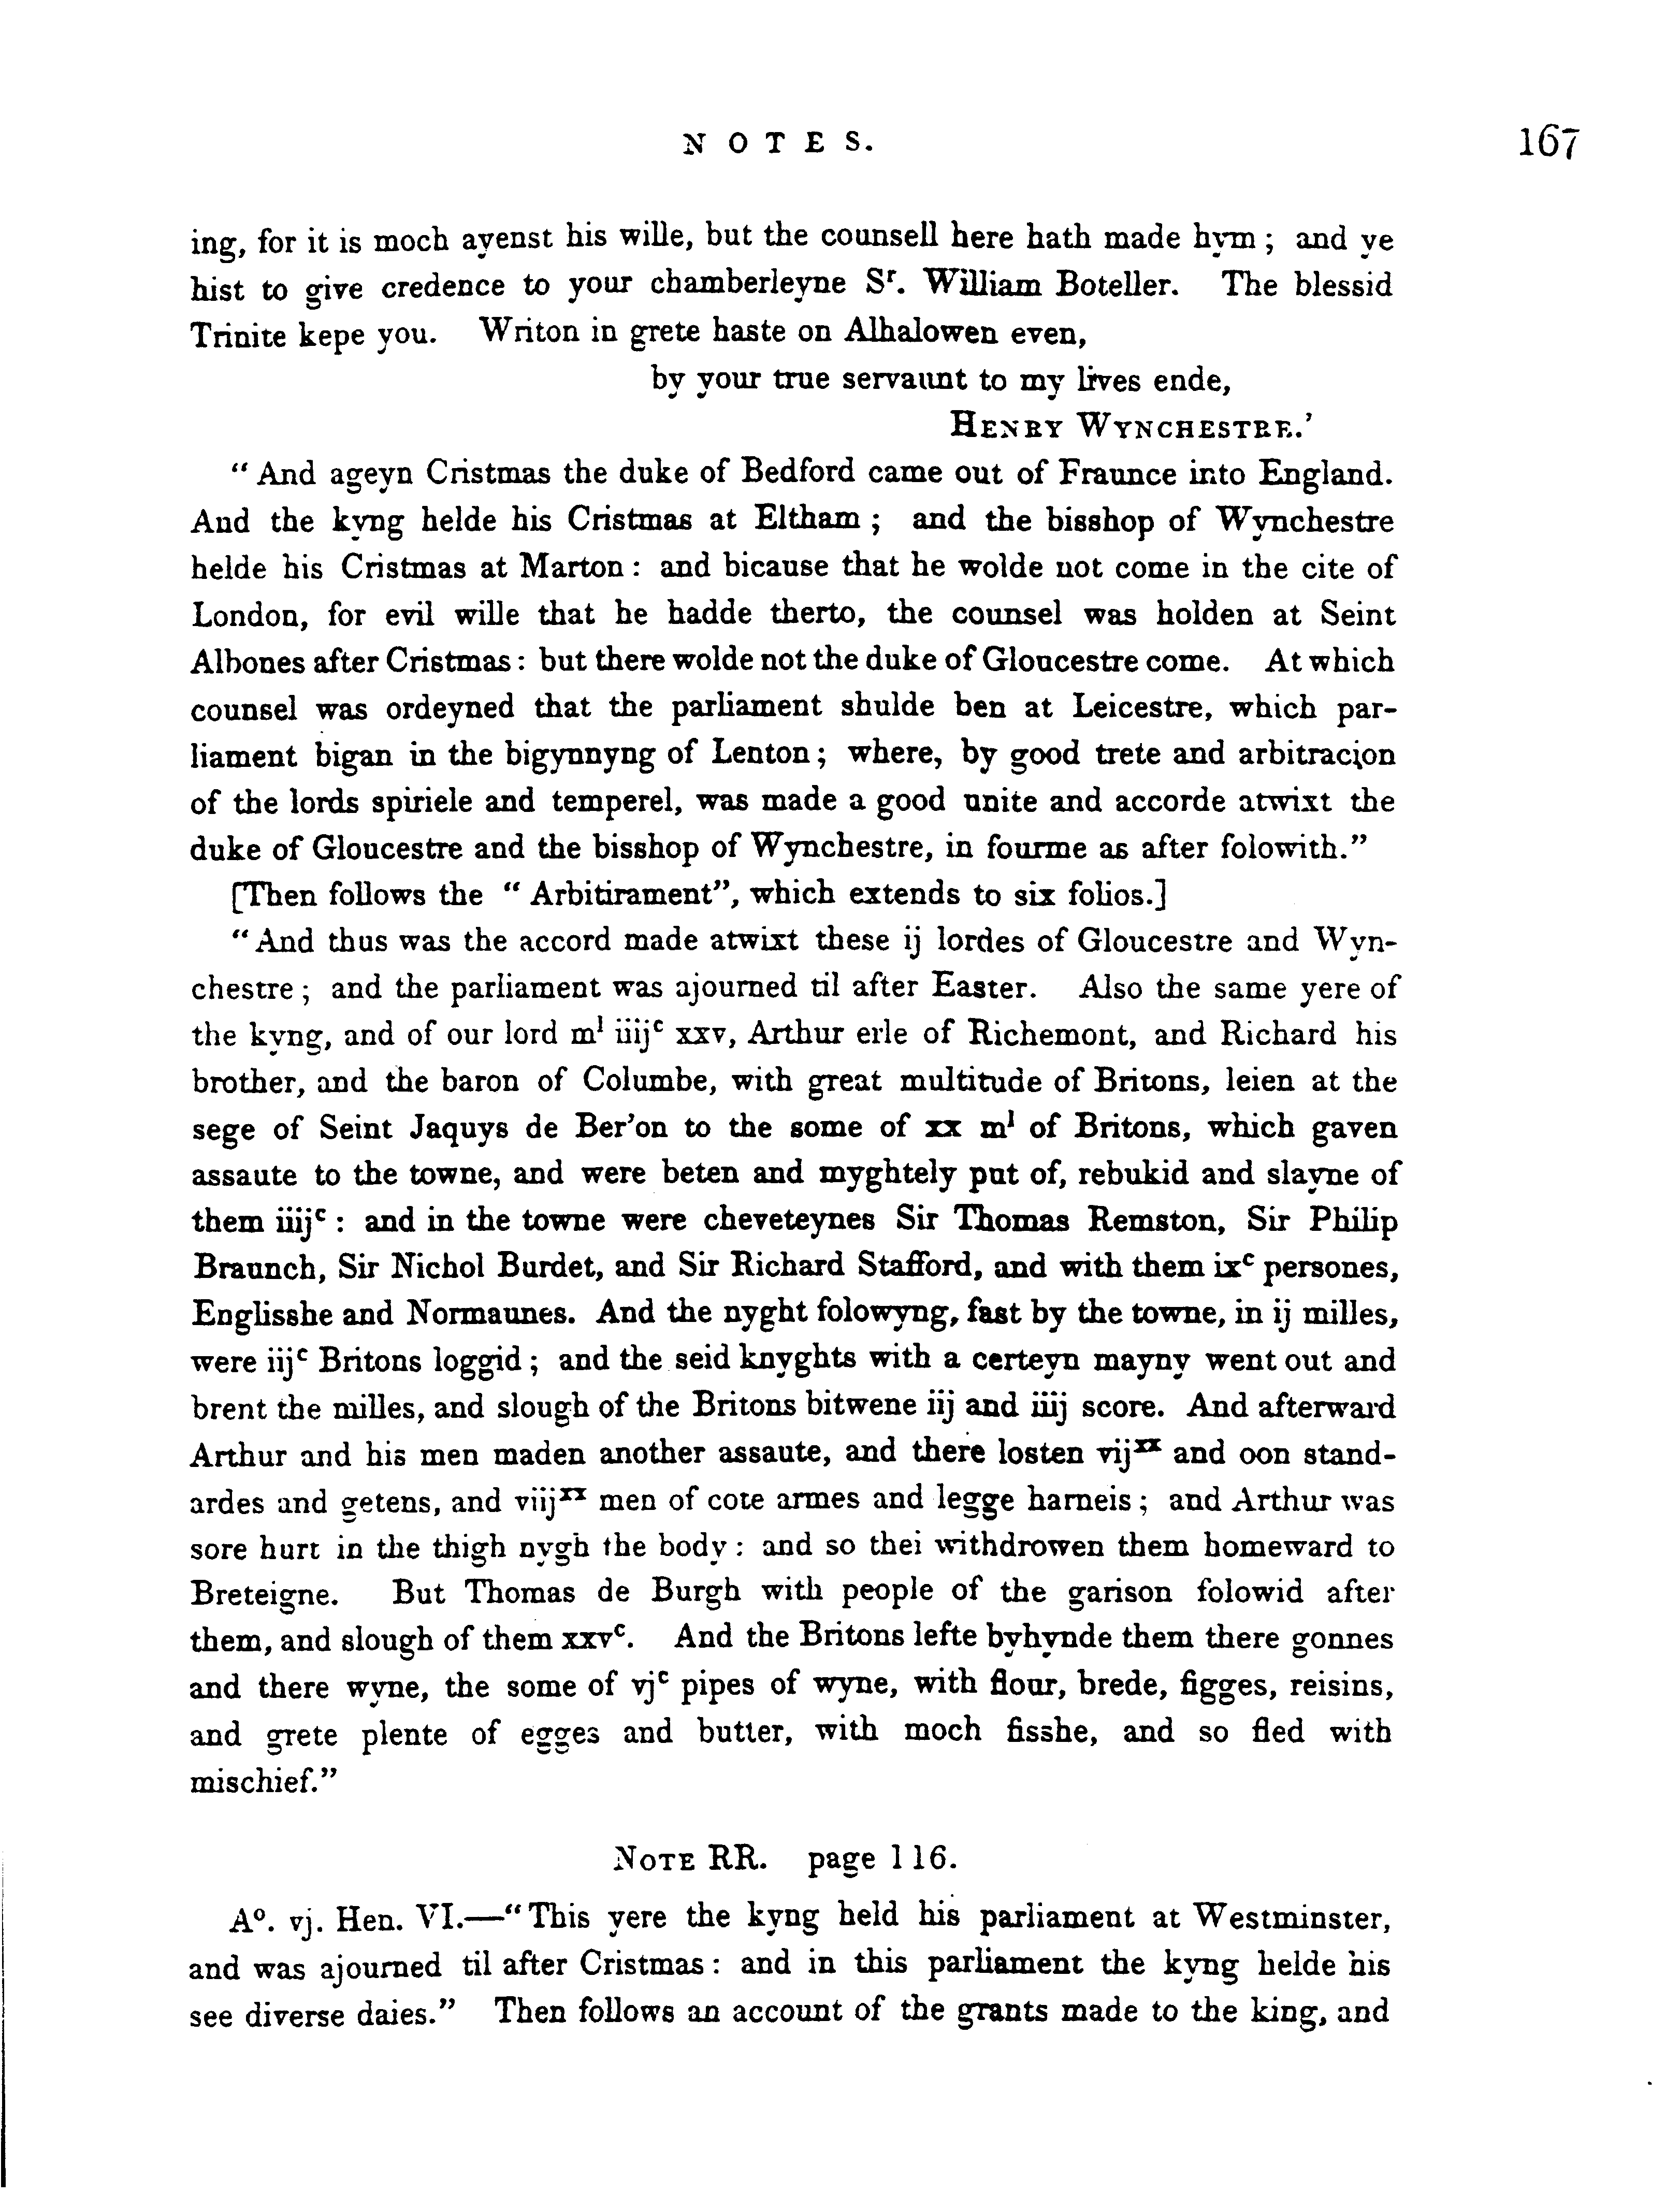 NOTES. 167
ing, for it is moch ayenst his wille, but the counsell here hath made hym; and ye
hist to give credence to your chamberleyne Sʳ. William Boteller. The blessid
Trinite kepe you. Writon in grete haste on Alhalowen even,
by your true servaunt to my lives ende,
HENRY WYNCHESTRE.’
“And ageyn Cristmas the duke of Bedford came out of Fraunce into England.
And the kyng helde his Cristmas at Eltham; and the bisshop of Wynchestre
helde his Cristmas at Marton: and bicause that he wolde not come in the cite of
London, for evil wille that he hadde therto, the counsel was holden at Seint
Albones after Cristmas: but there wolde not the duke of Gloucestre come. At which
counsel was ordeyned that the parliament shulde ben at Leicestre, which par-
liament bigan in the bigynnyng of Lenton; where, by good trete and arbitracion
of the lords spiriele and temperel, was made a good unite and accorde atwixt the
duke of Gloucestre and the bisshop of Wynchestre, in fourme as after folowith.”
[Then follows the “Arbitirament”, which extends to six folios.]
“And thus was the accord made atwixt these ij lordes of Gloucestre and Wyn-
chestre; and the parliament was ajourned til after Easter. Also the same yere of
the kyng, and of our lord mˡ iiijᶜ xxv, Arthur erle of Richemont, and Richard his
brother, and the baron of Columbe, with great multitude of Britons, leien at the
sege of Seint Jaquys de Ber’on to the some of xx mˡ of Britons, which gaven
assaute to the towne, and were beten and myghtely put of, rebukid and slayne of
them iiijᶜ: and in the towne were cheveteynes Sir Thomas Remston, Sir Philip
Braunch, Sir Nichol Burdet, and Sir Richard Stafford, and with them ixᶜ persones,
Englisshe and Normaunes. And the nyght folowyng, fast by the towne, in ij milles,
were iijᶜ Britons loggid; and the seid knyghts with a certeyn mayny went out and
brent the milles, and slough of the Britons bitwene iij and iiij score. And afterward
Arthur and his men maden another assaute, and there losten vijˣˣ and oon stand-
ardes and getens, and viijˣˣ men of cote armes and legge harneis; and Arthur was
sore hurt in the thigh nygh the body: and so thei withdrowen them homeward to
Breteigne. But Thomas de Burgh with people of the garison folowid after
them, and slough of them xxvᶜ. And the Britons lefte byhynde them there gonnes
and there wyne, the some of vjᶜ pipes of wyne, with flour, brede, figges, reisins,
and grete plente of egges and butter, with moch fisshe, and so fled with
mischief.”
NOTE RR. page 116.
Aº. vj. Hen. VI.—“This yere the kyng held his parliament at Westminster,
and was ajourned til after Cristmas: and in this parliament the kyng helde his
see diverse daies.” Then follows an account of the grants made to the king, and